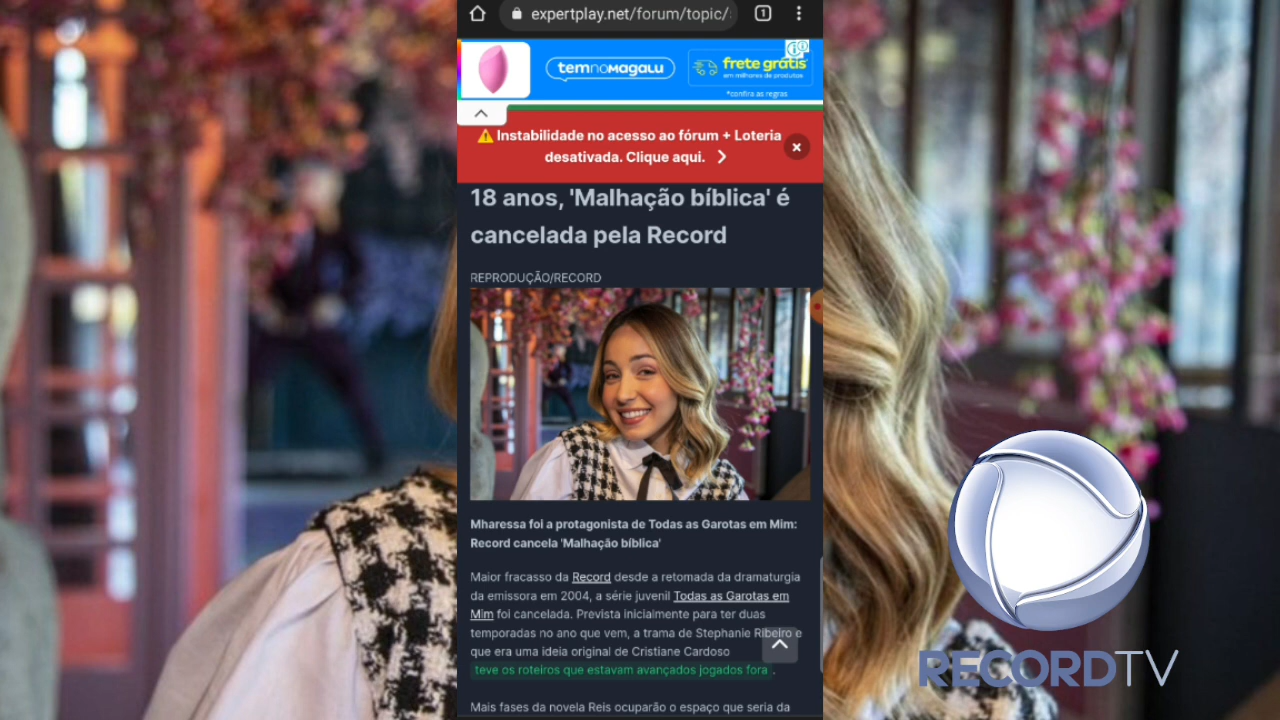 expertplay.net/forum/topic/
1
temnomagalu
frete grátis
em milhares de produtos
*confira as regras
⚠️ Instabilidade no acesso ao fórum + Loteria
desativada. Clique aqui.
18 anos, 'Malhação bíblica' é
cancelada pela Record
REPRODUÇÃO/RECORD
Mharessa foi a protagonista de Todas as Garotas em Mim:
Record cancela 'Malhação bíblica'
Maior fracasso da Record desde a retomada da dramaturgia
da emissora em 2004, a série juvenil Todas as Garotas em
Mim foi cancelada. Prevista inicialmente para ter duas
temporadas no ano que vem, a trama de Stephanie Ribeiro e
que era uma ideia original de Cristiane Cardoso
teve os roteiros que estavam avançados jogados fora .
Mais fases da novela Reis ocuparão o espaço que seria da
RECORDTV